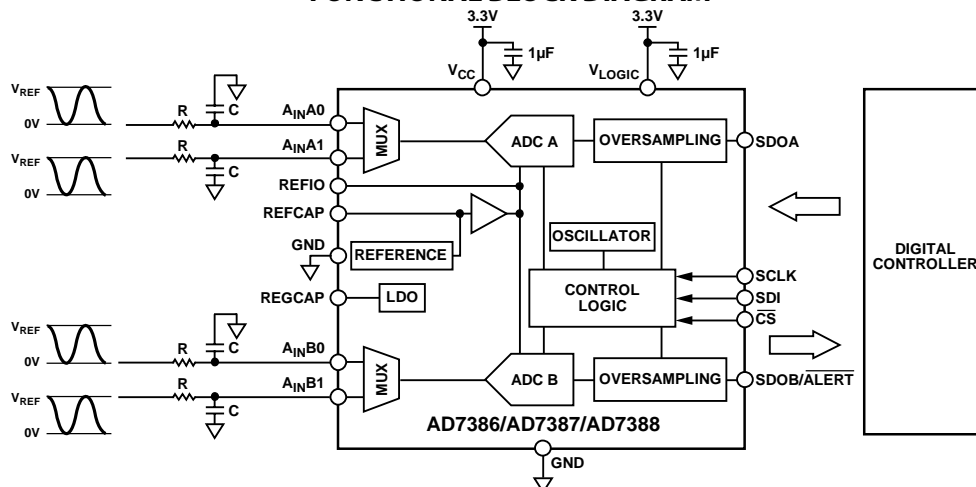 FUNCTIONAL BLOCK DIAGRAM
3.3V
3.3V
1µF
1µF
VCC
VLOGIC
VREF
0V
R
C
AINA0
MUX
ADC A
OVERSAMPLING
SDOA
VREF
0V
R
C
AINA1
REFIO
REFCAP
GND
REFERENCE
OSCILLATOR
REGCAP
LDO
CONTROL
LOGIC
SCLK
SDI
CS
DIGITAL
CONTROLLER
VREF
0V
R
C
AINB0
MUX
ADC B
OVERSAMPLING
SDOB/ALERT
VREF
0V
R
C
AINB1
AD7386/AD7387/AD7388
GND